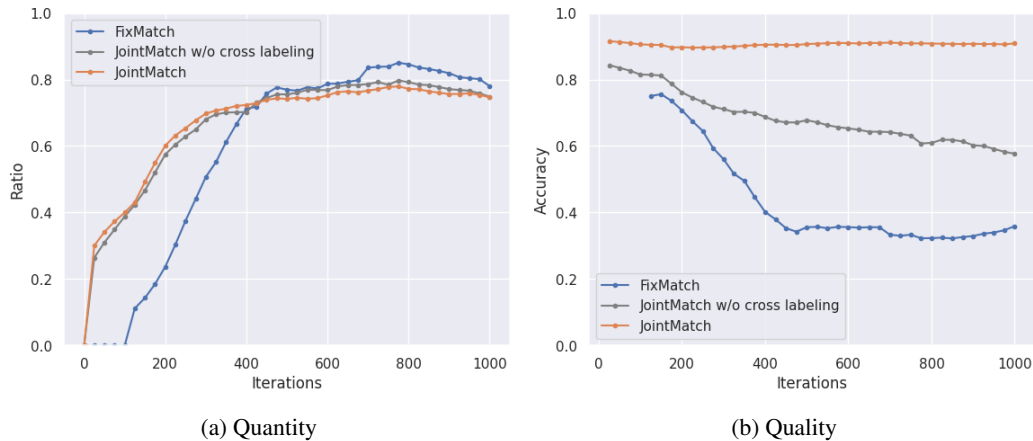 1.0
0.8
0.6
0.4
0.2
0.0
Ratio
FixMatch
JointMatch w/o cross labeling
JointMatch
0 200 400 600 800 1000
Iterations
(a) Quantity
1.0
0.8
0.6
0.4
0.2
0.0
Accuracy
FixMatch
JointMatch w/o cross labeling
JointMatch
0 200 400 600 800 1000
Iterations
(b) Quality